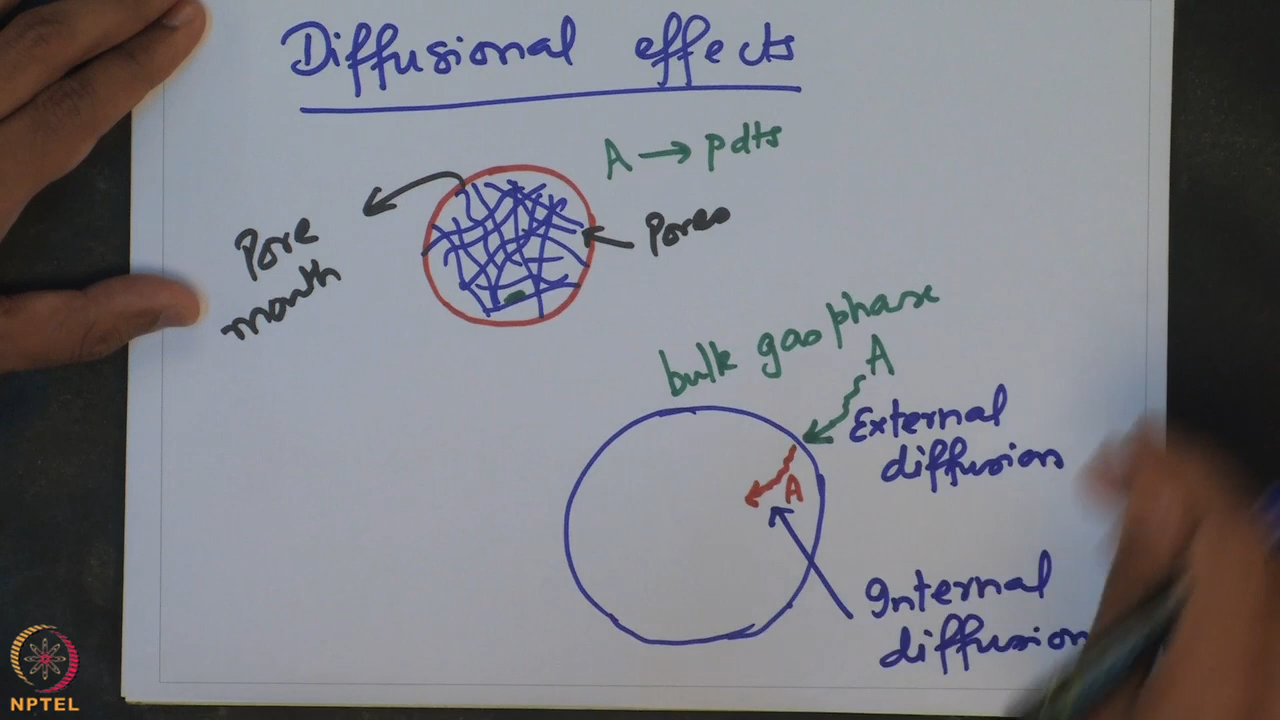 Diffusional effects
A → pdts
Pores
Pore
mouth
bulk gas phase
A
External
diffusion
A
Internal
diffusion
NPTEL